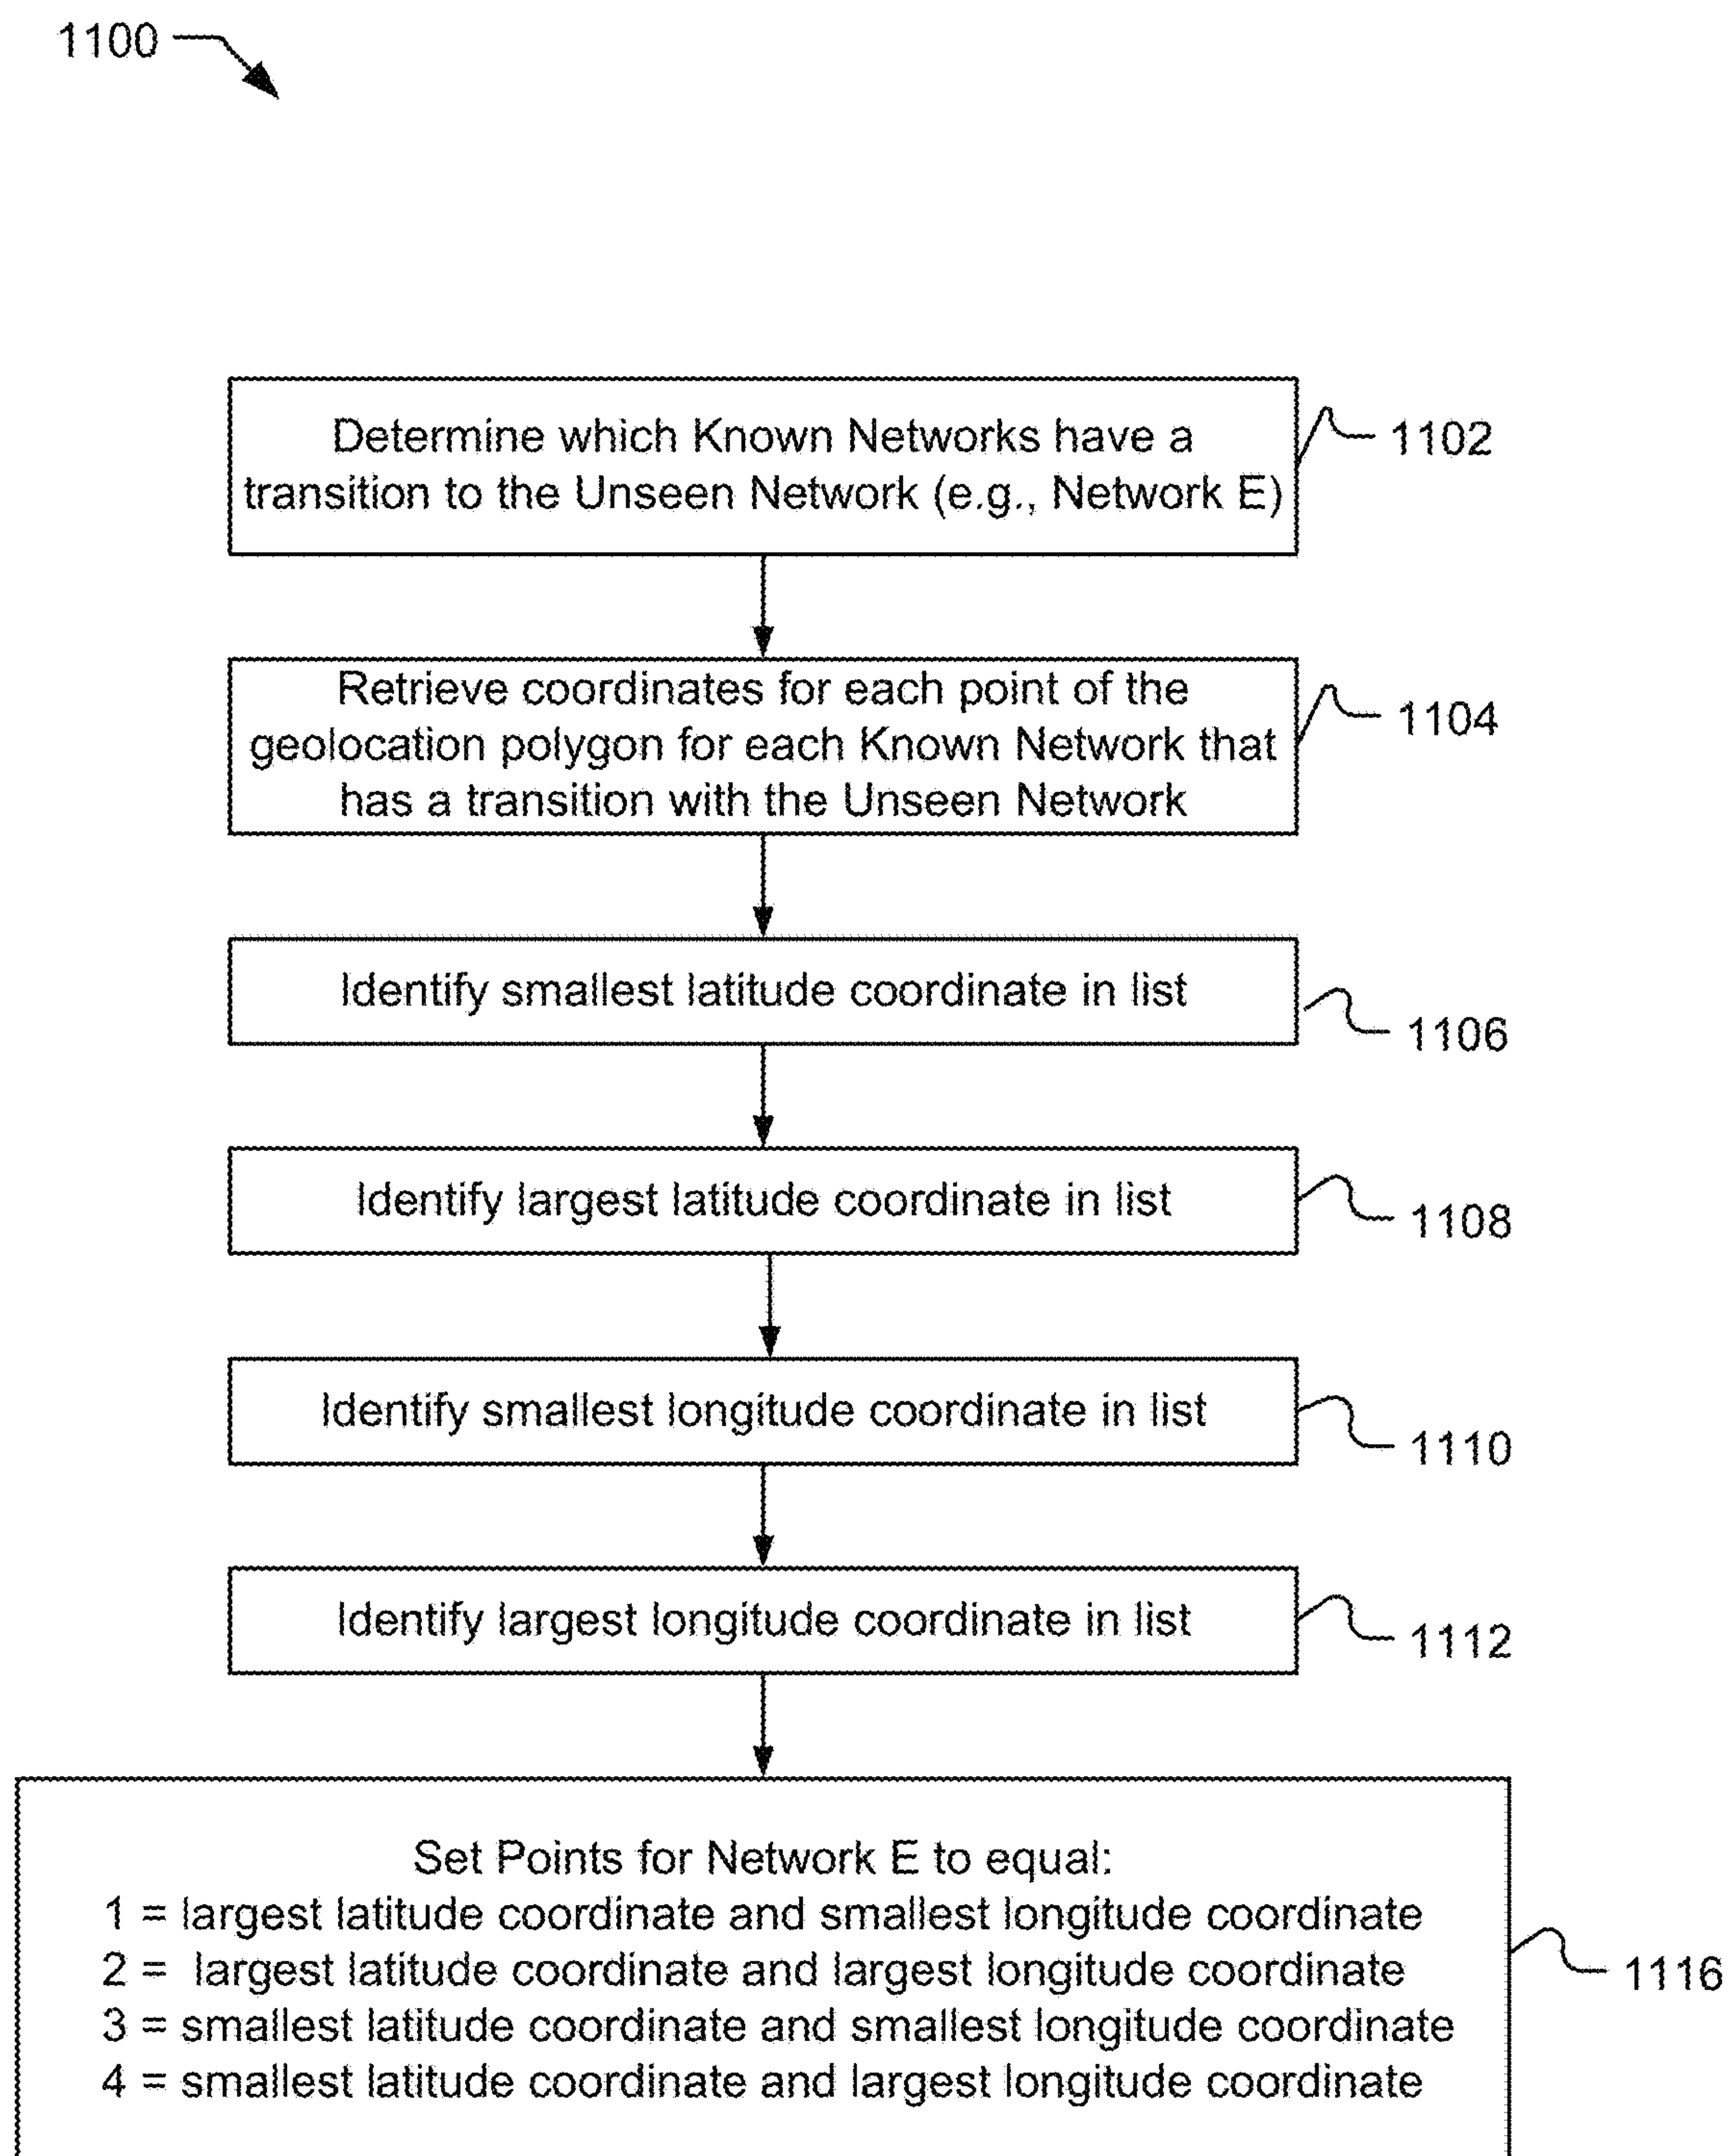 1100
Determine which Known Networks have a
transition to the Unseen Network (e.g., Network E)
1102
Retrieve coordinates for each point of the
geolocation polygon for each Known Network that
has a transition with the Unseen Network
1104
Identify smallest latitude coordinate in list
1106
Identify largest latitude coordinate in list
1108
Identify smallest longitude coordinate in list
1110
Identify largest longitude coordinate in list
1112
Set Points for Network E to equal:
1 = largest latitude coordinate and smallest longitude coordinate
2 = largest latitude coordinate and largest longitude coordinate
3 = smallest latitude coordinate and smallest longitude coordinate
4 = smallest latitude coordinate and largest longitude coordinate
1116